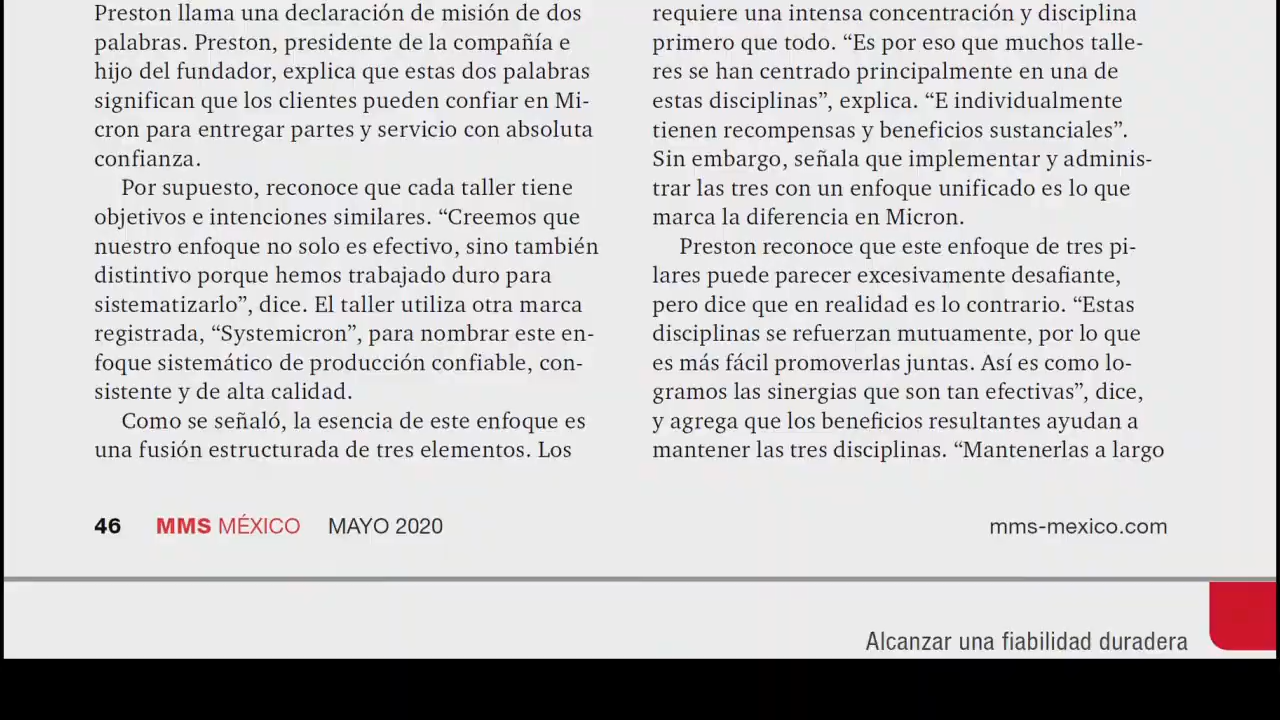 Preston llama una declaración de misión de dos
palabras. Preston, presidente de la compañía e
hijo del fundador, explica que estas dos palabras
significan que los clientes pueden confiar en Mi-
cron para entregar partes y servicio con absoluta
confianza.
Por supuesto, reconoce que cada taller tiene
objetivos e intenciones similares. “Creemos que
nuestro enfoque no solo es efectivo, sino también
distintivo porque hemos trabajado duro para
sistematizarlo”, dice. El taller utiliza otra marca
registrada, “Systemicron”, para nombrar este en-
foque sistemático de producción confiable, con-
sistente y de alta calidad.
Como se señaló, la esencia de este enfoque es
una fusión estructurada de tres elementos. Los
requiere una intensa concentración y disciplina
primero que todo. “Es por eso que muchos talle-
res se han centrado principalmente en una de
estas disciplinas”, explica. “E individualmente
tienen recompensas y beneficios sustanciales”.
Sin embargo, señala que implementar y adminis-
trar las tres con un enfoque unificado es lo que
marca la diferencia en Micron.
Preston reconoce que este enfoque de tres pi-
lares puede parecer excesivamente desafiante,
pero dice que en realidad es lo contrario. “Estas
disciplinas se refuerzan mutuamente, por lo que
es más fácil promoverlas juntas. Así es como lo-
gramos las sinergias que son tan efectivas”, dice,
y agrega que los beneficios resultantes ayudan a
mantener las tres disciplinas. “Mantenerlas a largo
46 MMS MÉXICO MAYO 2020 mms-mexico.com
Alcanzar una fiabilidad duradera